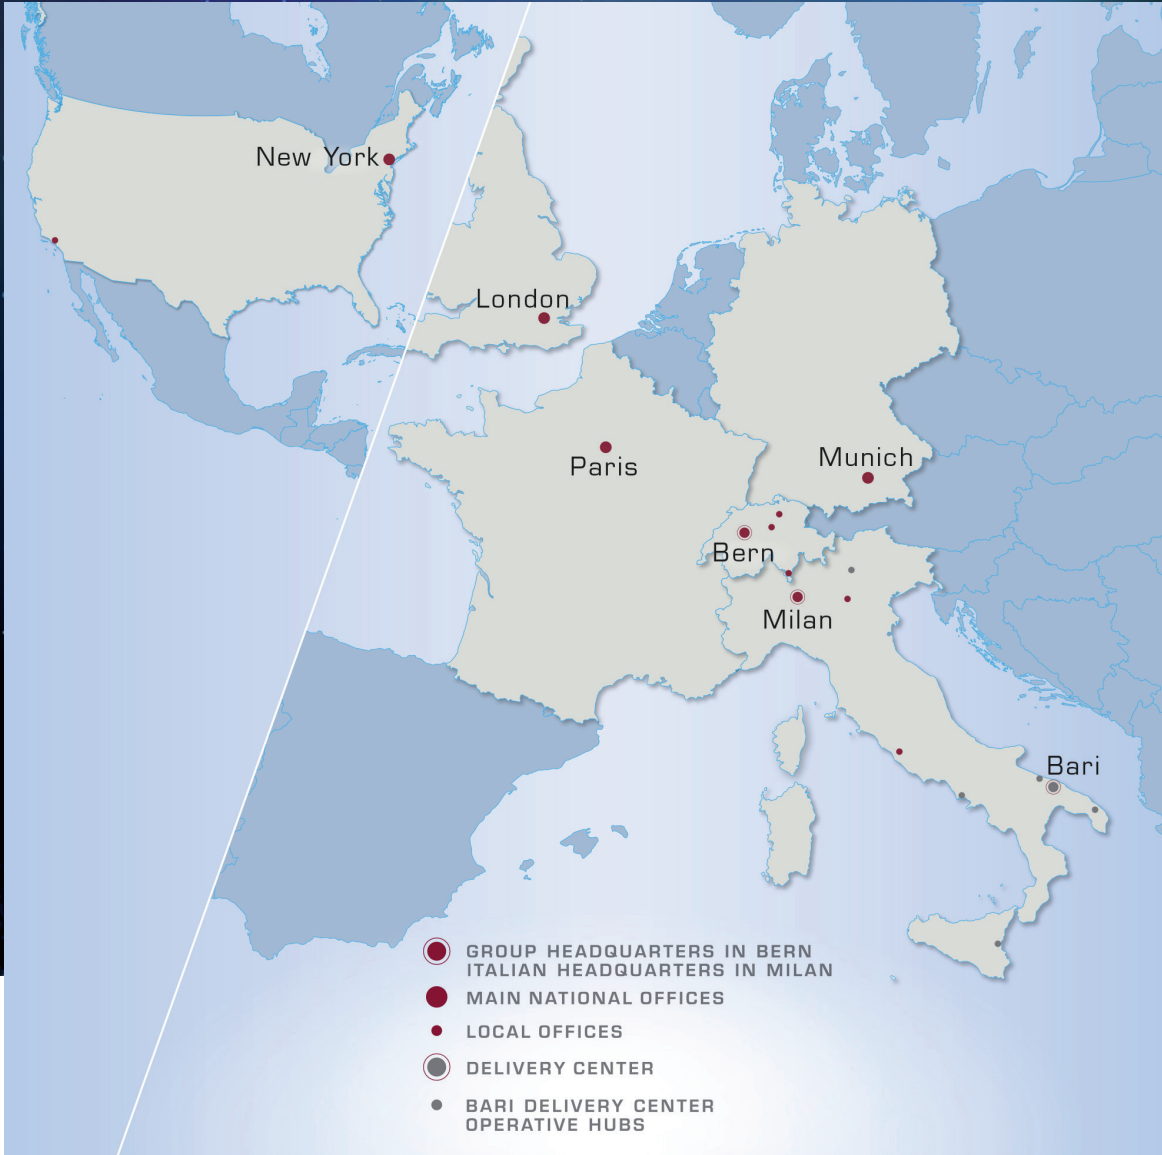 New York
London
Paris
Munich
Bern
Milan
Bari
GROUP HEADQUARTERS IN BERN
ITALIAN HEADQUARTERS IN MILAN
MAIN NATIONAL OFFICES
LOCAL OFFICES
DELIVERY CENTER
BARI DELIVERY CENTER
OPERATIVE HUBS